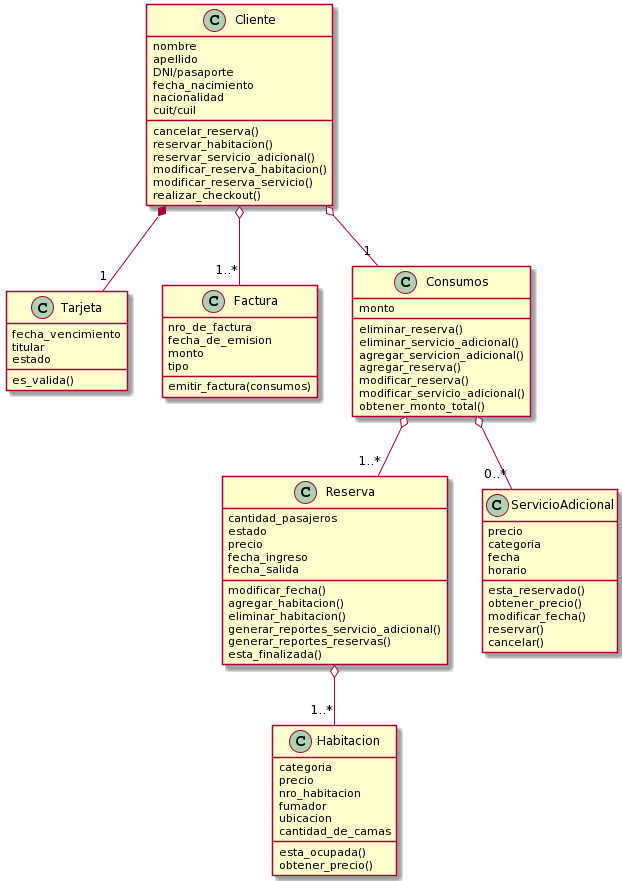 C Cliente
nombre
apellido
DNI/pasaporte
fecha_nacimiento
nacionalidad
cuit/cuil
cancelar_reserva()
reservar_habitacion()
reservar_servicio_adicional()
modificar_reserva_habitacion()
modificar_reserva_servicio()
realizar_checkout()
1
1..*
1
C Tarjeta
fecha_vencimiento
titular
estado
es_valida()
C Factura
nro_de_factura
fecha_de_emision
monto
tipo
emitir_factura(consumos)
C Consumos
monto
eliminar_reserva()
eliminar_servicio_adicional()
agregar_servicion_adicional()
agregar_reserva()
modificar_reserva()
modificar_servicio_adicional()
obtener_monto_total()
1..*
0..*
C Reserva
cantidad_pasajeros
estado
precio
fecha_ingreso
fecha_salida
modificar_fecha()
agregar_habitacion()
eliminar_habitacion()
generar_reportes_servicio_adicional()
generar_reportes_reservas()
esta_finalizada()
C ServicioAdicional
precio
categoria
fecha
horario
esta_reservado()
obtener_precio()
modificar_fecha()
reservar()
cancelar()
1..*
C Habitacion
categoria
precio
nro_habitacion
fumador
ubicacion
cantidad_de_camas
esta_ocupada()
obtener_precio()